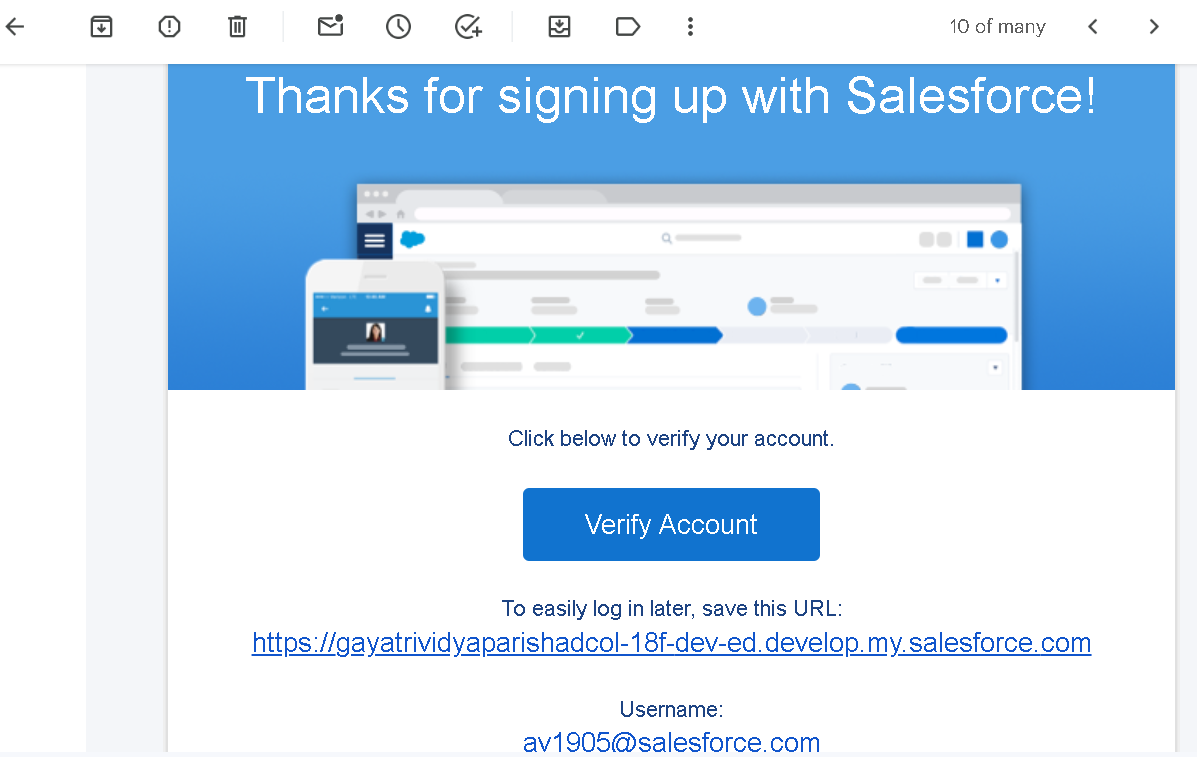 10 of many
Thanks for signing up with Salesforce!
Click below to verify your account.
Verify Account
To easily log in later, save this URL:
https://gayatrividyaparishadcol-18f-dev-ed.develop.my.salesforce.com
Username:
av1905@salesforce.com